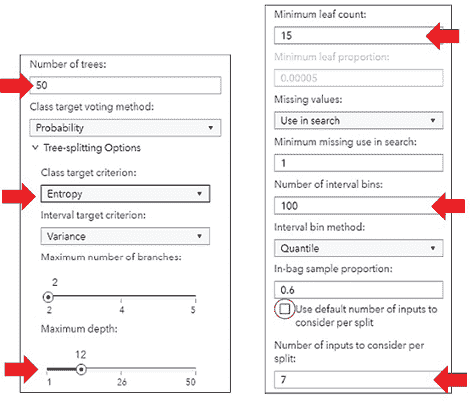 Number of trees:
50
Class target voting method:
Probability
Tree-splitting Options
Class target criterion:
Entropy
Interval target criterion:
Variance
Maximum number of branches:
2
2 4 5
Maximum depth:
12
1 26 50
Minimum leaf count:
15
Minimum leaf proportion:
0.00005
Missing values:
Use in search
Minimum missing use in search:
1
Number of interval bins:
100
Interval bin method:
Quantile
In-bag sample proportion:
0.6
Use default number of inputs to
consider per split
Number of inputs to consider per
split:
7